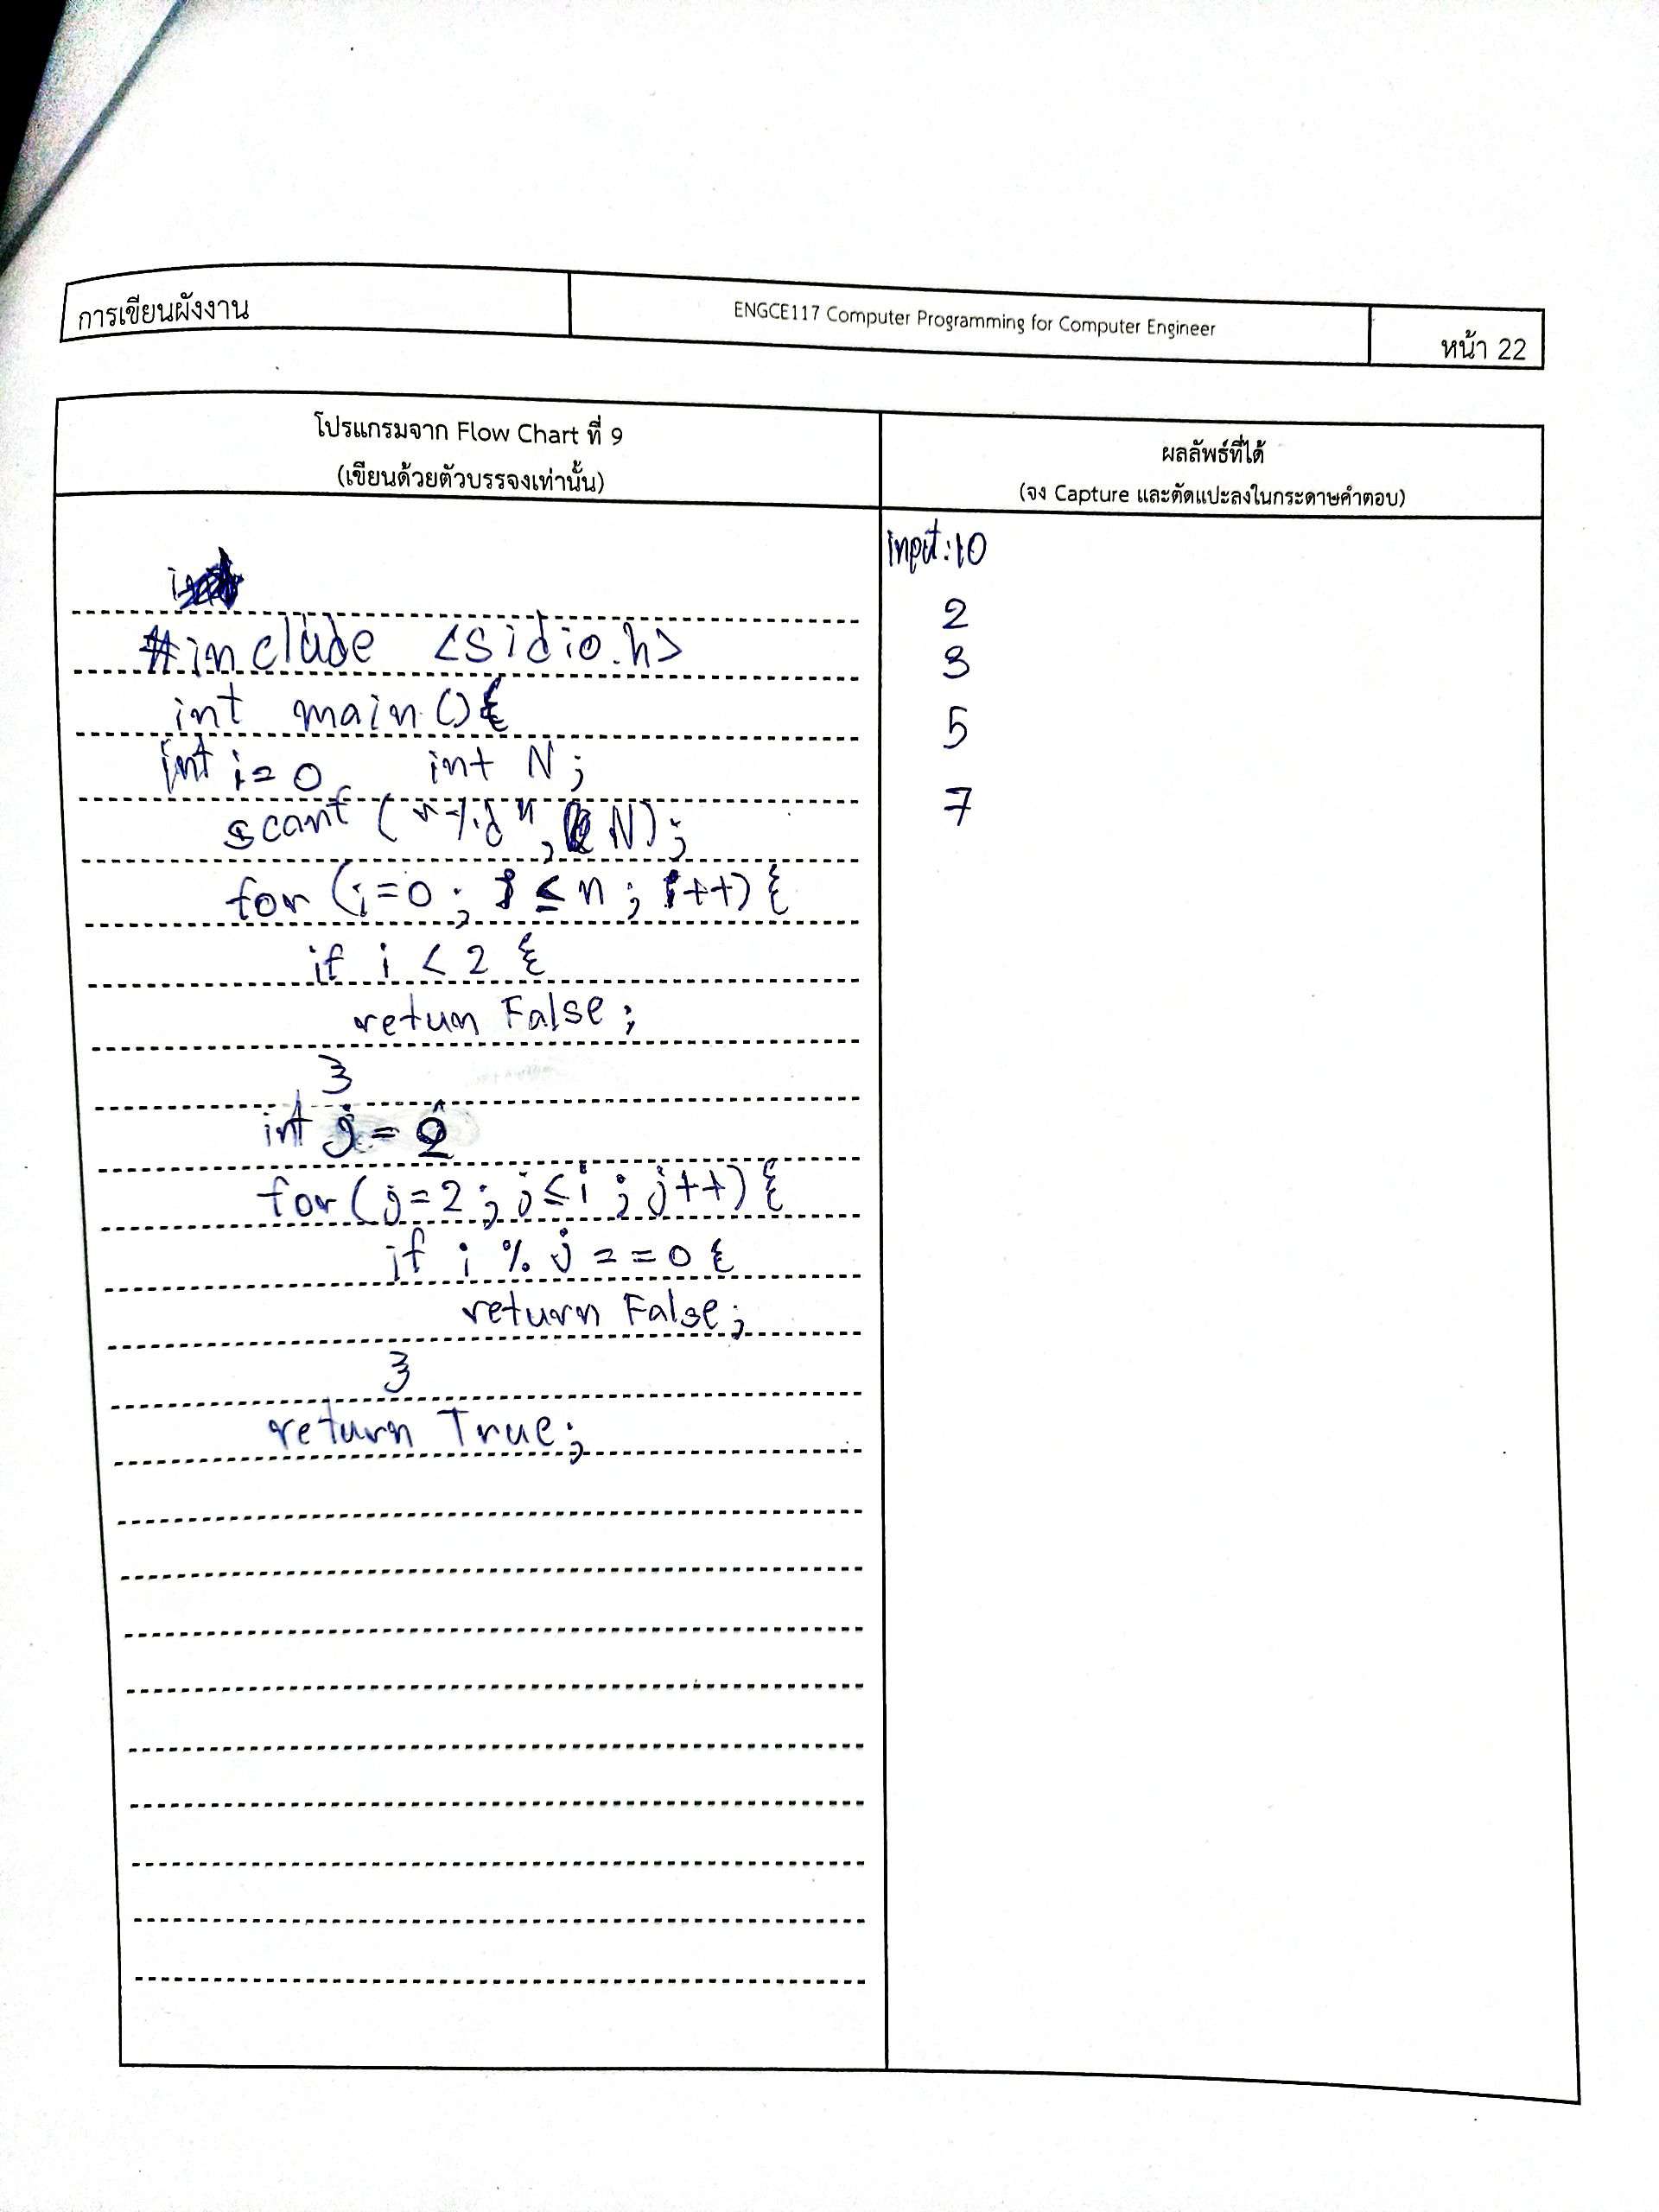 การเขียนผังงาน
ENGCE117 Computer Programming for Computer Engineer
หน้า 22
โปรแกรมจาก Flow Chart ที่ 9
(เขียนด้วยตัวบรรจงเท่านั้น)
#include <sidio.h>
int main(){
int i=0 int N;
scanf("%d",&N);
for (i=0; i≤n; i++){
if i < 2 {
retun False;
}
int j=2
for(j=2; j≤i; j++){
if i % j ==0 {
return False;
}
return True;
ผลลัพธ์ที่ได้
(จง Capture และตัดแปะลงในกระดาษคำตอบ)
input:10
2
3
5
7